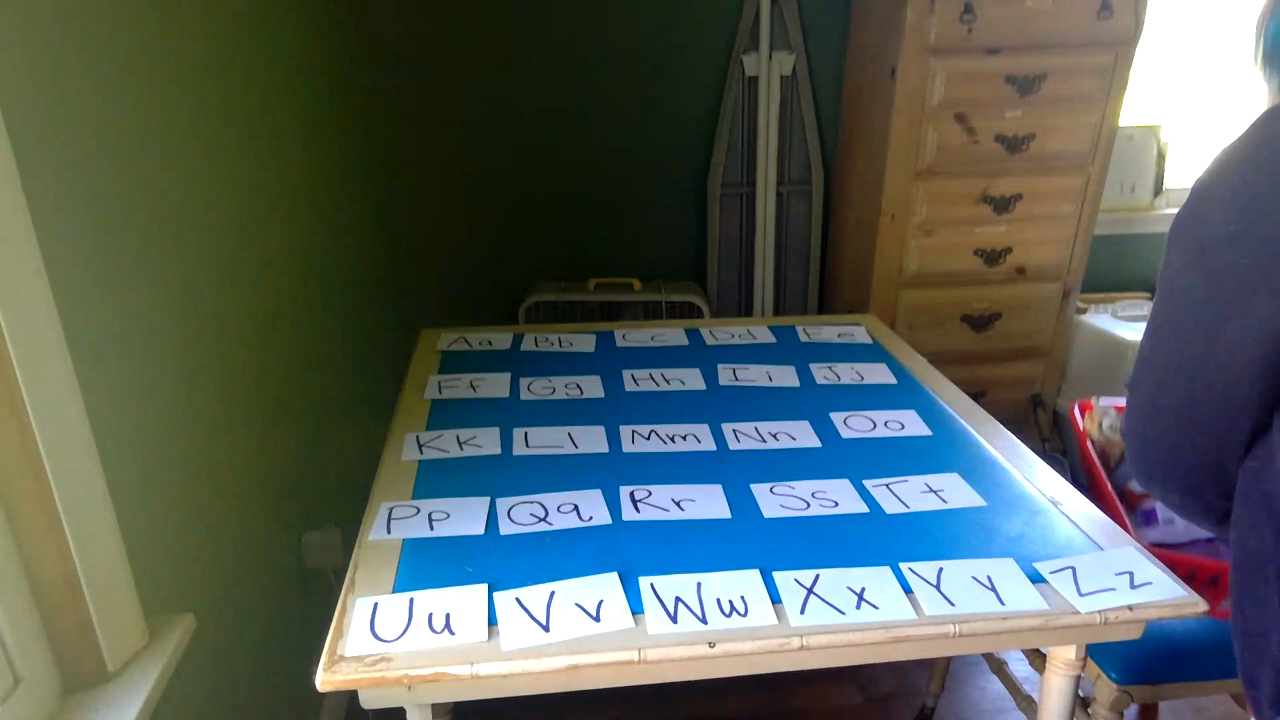 Aa Bb Cc Dd Ee
Ff Gg Hh Ii Jj
Kk Ll Mm Nn Oo
Pp Qq Rr Ss Tt
Uu Vv Ww Xx Yy Zz